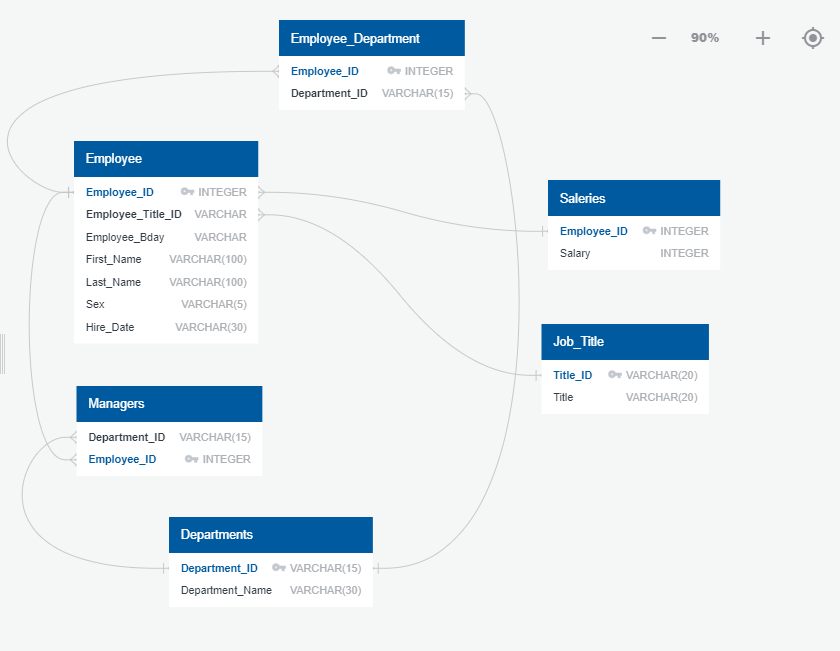 Employee_Department
Employee_ID INTEGER
Department_ID VARCHAR(15)
90%
Employee
Employee_ID INTEGER
Employee_Title_ID VARCHAR
Employee_Bday VARCHAR
First_Name VARCHAR(100)
Last_Name VARCHAR(100)
Sex VARCHAR(5)
Hire_Date VARCHAR(30)
Saleries
Employee_ID INTEGER
Salary INTEGER
Job_Title
Title_ID VARCHAR(20)
Title VARCHAR(20)
Managers
Department_ID VARCHAR(15)
Employee_ID INTEGER
Departments
Department_ID VARCHAR(15)
Department_Name VARCHAR(30)